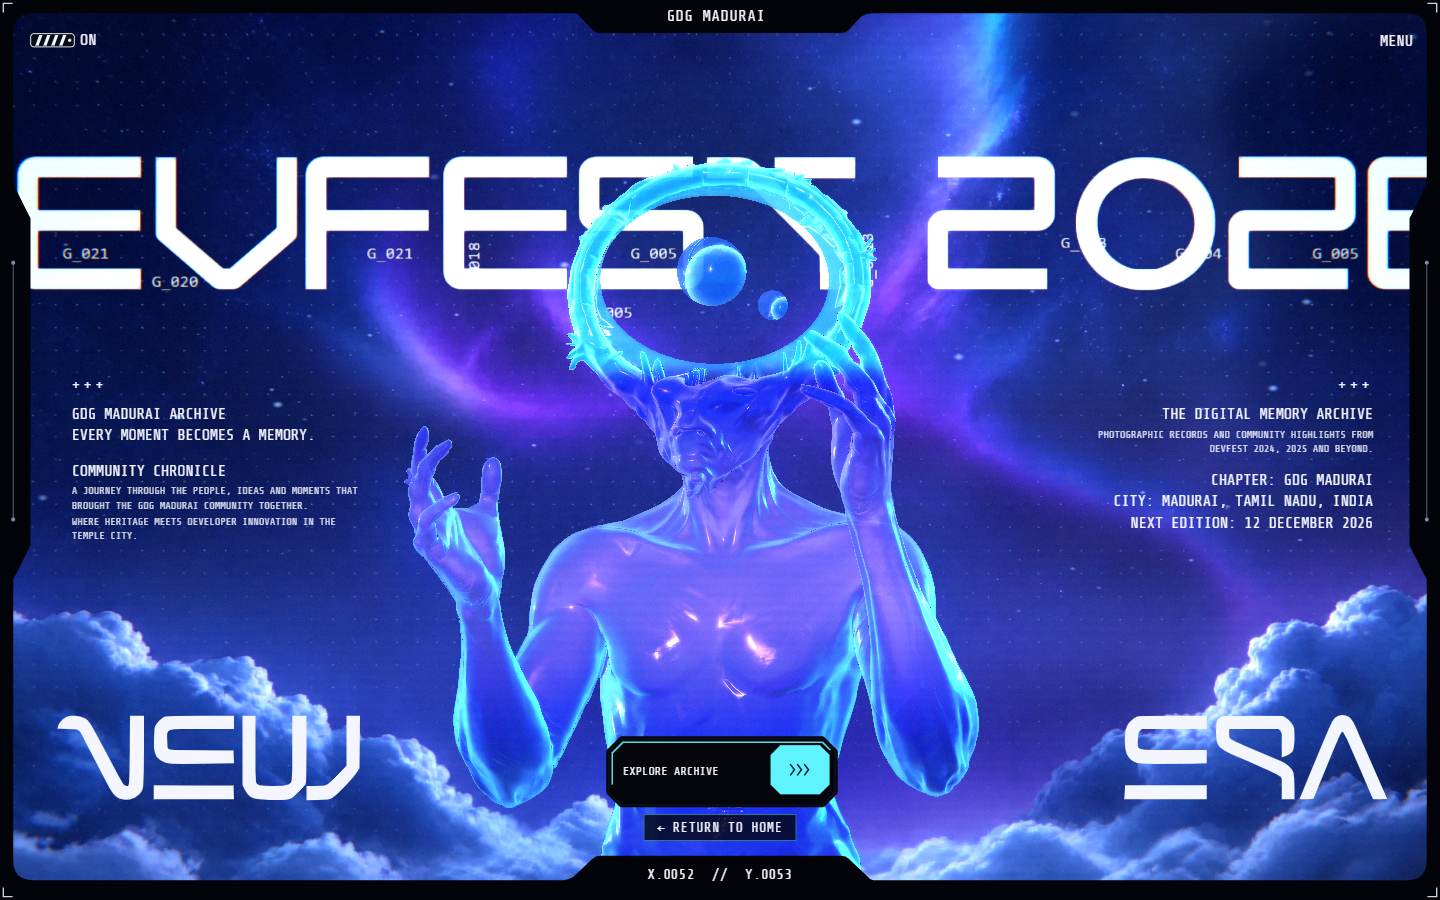 GDG MADURAI
ON
MENU
EVFEST 202
G_021
G_020
G_021
018
G_005
005
G_005
+++
GDG MADURAI ARCHIVE
EVERY MOMENT BECOMES A MEMORY.
COMMUNITY CHRONICLE
A JOURNEY THROUGH THE PEOPLE, IDEAS AND MOMENTS THAT
BROUGHT THE GDG MADURAI COMMUNITY TOGETHER.
WHERE HERITAGE MEETS DEVELOPER INNOVATION IN THE
TEMPLE CITY.
+++
THE DIGITAL MEMORY ARCHIVE
PHOTOGRAPHIC RECORDS AND COMMUNITY HIGHLIGHTS FROM
DEVFEST 2024, 2025 AND BEYOND.
CHAPTER: GDG MADURAI
CITY: MADURAI, TAMIL NADU, INDIA
NEXT EDITION: 12 DECEMBER 2026
NEW
ERA
EXPLORE ARCHIVE
← RETURN TO HOME
X.0052 // Y.0053